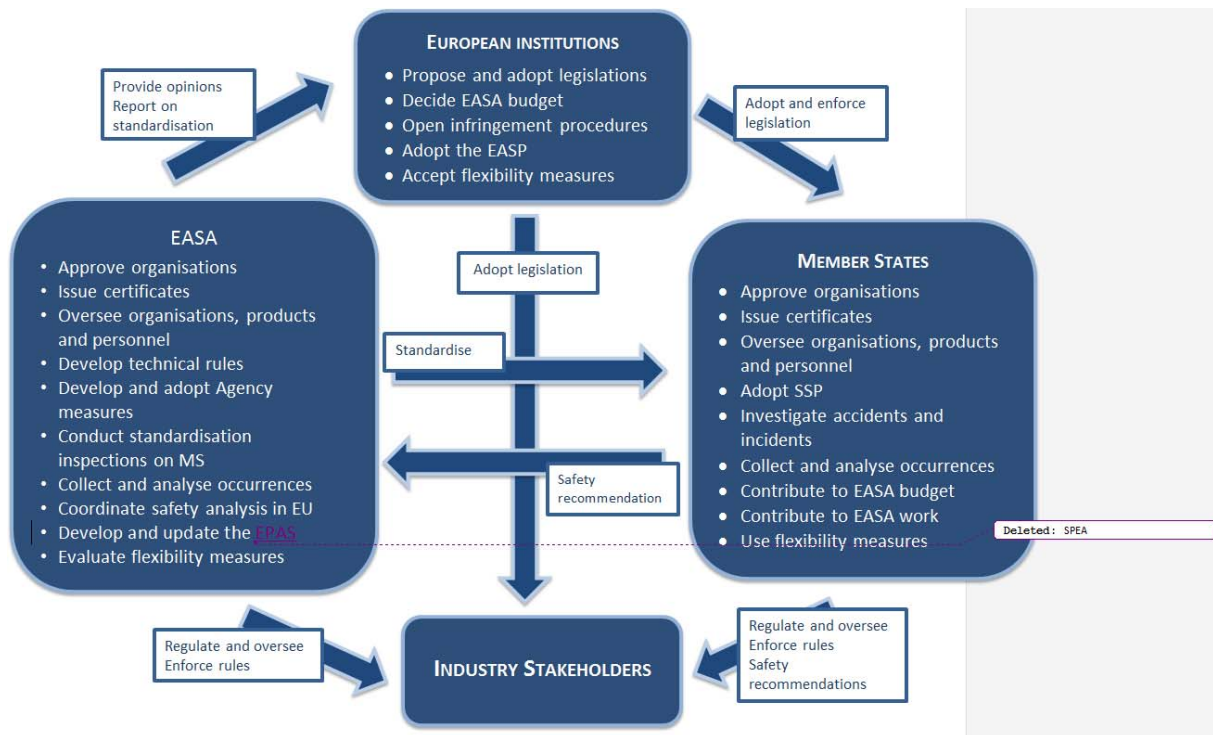 EUROPEAN INSTITUTIONS
• Propose and adopt legislations
• Decide EASA budget
• Open infringement procedures
• Adopt the EASP
• Accept flexibility measures
Provide opinions
Report on
standardisation
Adopt and enforce
legislation
EASA
• Approve organisations
• Issue certificates
• Oversee organisations, products
and personnel
• Develop technical rules
• Develop and adopt Agency
measures
• Conduct standardisation
inspections on MS
• Collect and analyse occurrences
• Coordinate safety analysis in EU
• Develop and update the EPAS
• Evaluate flexibility measures
Adopt legislation
Standardise
Safety
recommendation
MEMBER STATES
• Approve organisations
• Issue certificates
• Oversee organisations, products
and personnel
• Adopt SSP
• Investigate accidents and
incidents
• Collect and analyse occurrences
• Contribute to EASA budget
• Contribute to EASA work
• Use flexibility measures
Deleted: SPEA
Regulate and oversee
Enforce rules
INDUSTRY STAKEHOLDERS
Regulate and oversee
Enforce rules
Safety
recommendations